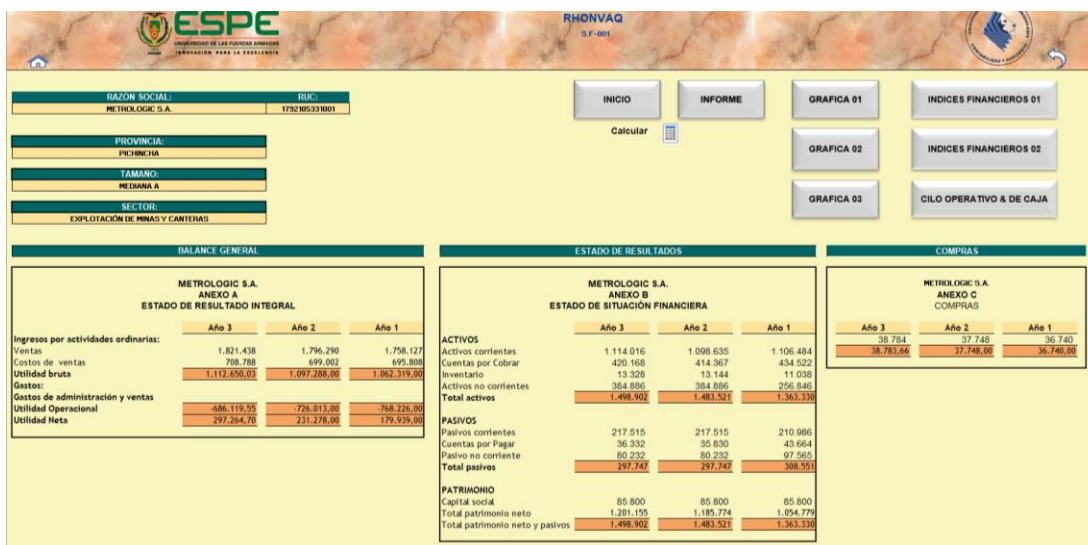 ESPE
UNIVERSIDAD DE LAS FUERZAS ARMADAS
INNOVACIÓN PARA LA EXCELENCIA
RHONVAQ
S.F-001
RAZÓN SOCIAL: RUC:
METROLOGIC S.A. 1792105331001
PROVINCIA:
PICHINCHA
TAMAÑO:
MEDIANA A
SECTOR:
EXPLOTACIÓN DE MINAS Y CANTERAS
INICIO INFORME
Calcular
GRAFICA 01 INDICES FINANCIEROS 01
GRAFICA 02 INDICES FINANCIEROS 02
GRAFICA 03 CILO OPERATIVO & DE CAJA
BALANCE GENERAL
METROLOGIC S.A.
ANEXO A
ESTADO DE RESULTADO INTEGRAL
Año 3 Año 2 Año 1
Ingresos por actividades ordinarias:
Ventas 1.821.438 1.796.290 1.758.127
Costos de ventas 708.788 699.002 695.808
Utilidad bruta 1.112.650,03 1.097.288,00 1.062.319,00
Gastos:
Gastos de administración y ventas
Utilidad Operacional -686.119,55 -726.013,00 -768.226,00
Utilidad Neta 297.264,70 231.278,00 179.939,00
ESTADO DE RESULTADOS
METROLOGIC S.A.
ANEXO B
ESTADO DE SITUACIÓN FINANCIERA
Año 3 Año 2 Año 1
ACTIVOS
Activos corrientes 1.114.016 1.098.635 1.106.484
Cuentas por Cobrar 420.168 414.367 434.522
Inventario 13.328 13.144 11.038
Activos no corrientes 384.886 384.886 256.846
Total activos 1.498.902 1.483.521 1.363.330
PASIVOS
Pasivos corrientes 217.515 217.515 210.986
Cuentas por Pagar 36.332 35.830 43.664
Pasivo no corriente 80.232 80.232 97.565
Total pasivos 297.747 297.747 308.551
PATRIMONIO
Capital social 85.800 85.800 85.800
Total patrimonio neto 1.201.155 1.185.774 1.054.779
Total patrimonio neto y pasivos 1.498.902 1.483.521 1.363.330
COMPRAS
METROLOGIC S.A.
ANEXO C
COMPRAS
Año 3 Año 2 Año 1
38.784 37.748 36.740
38.783,66 37.748,00 36.740,00